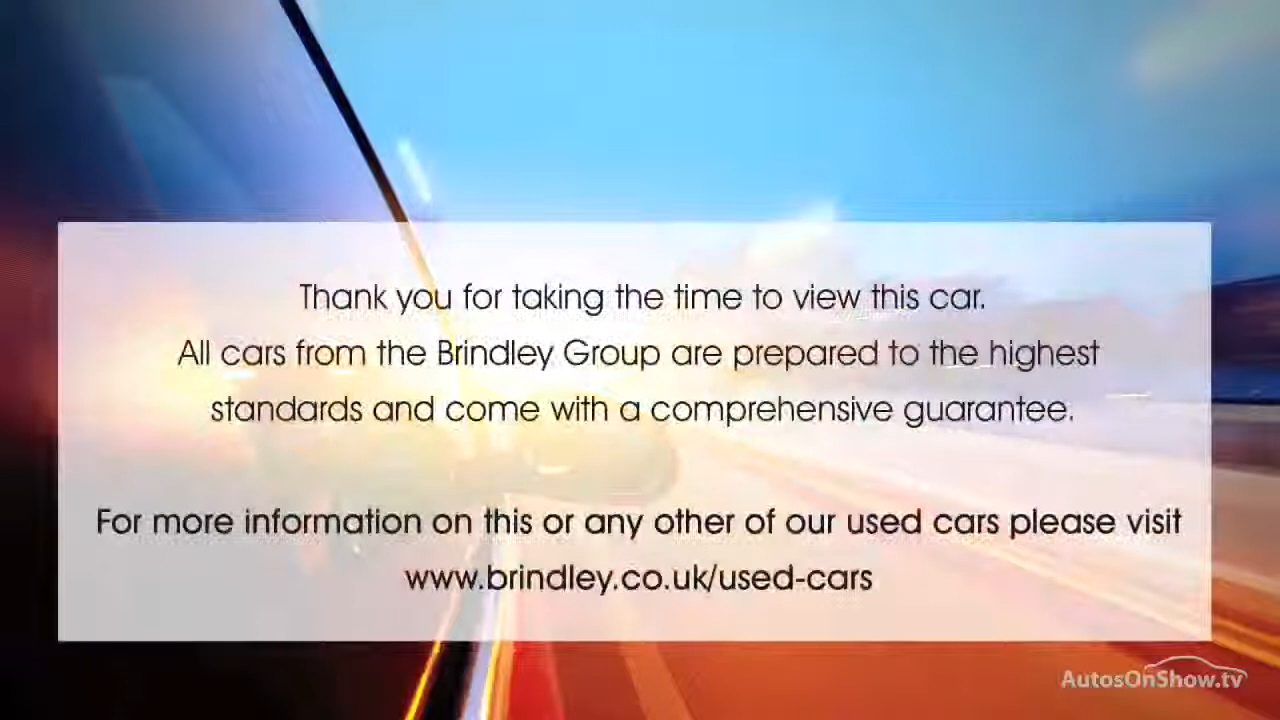 Thank you for taking the time to view this car.
All cars from the Brindley Group are prepared to the highest
standards and come with a comprehensive guarantee.
For more information on this or any other of our used cars please visit
www.brindley.co.uk/used-cars
AutosOnShow.tv